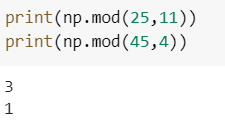 print(np.mod(25,11))
print(np.mod(45,4))
3
1